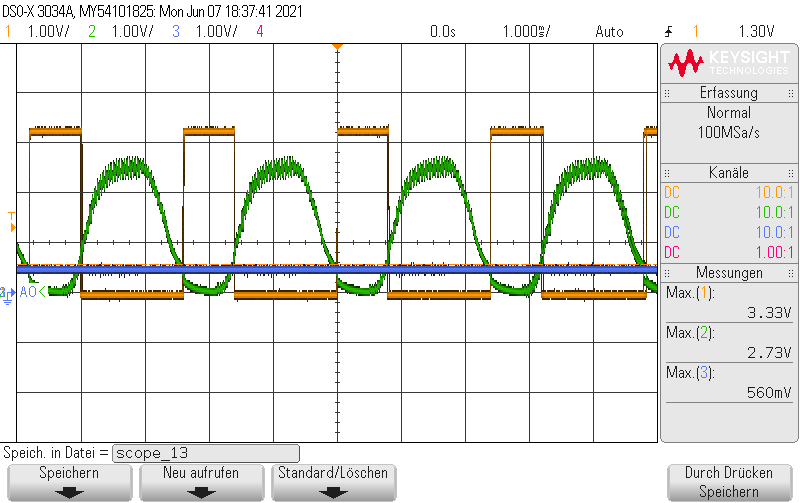 DSO-X 3034A, MY54101825: Mon Jun 07 18:37:41 2021
1 1.00V/ 2 1.00V/ 3 1.00V/ 4 0.0s 1.000s/ Auto 1 1.30V
KEYSIGHT
TECHNOLOGIES
Erfassung
Normal
100MSa/s
Kanäle
DC 10.0:1
DC 10.0:1
DC 10.0:1
DC 1.00:1
Messungen
Max.(1):
3.33V
Max.(2):
2.73V
Max.(3):
560mV
T
A0
Speich. in Datei = scope_13
Speichern
Neu aufrufen
Standard/Löschen
Durch Drücken
Speichern